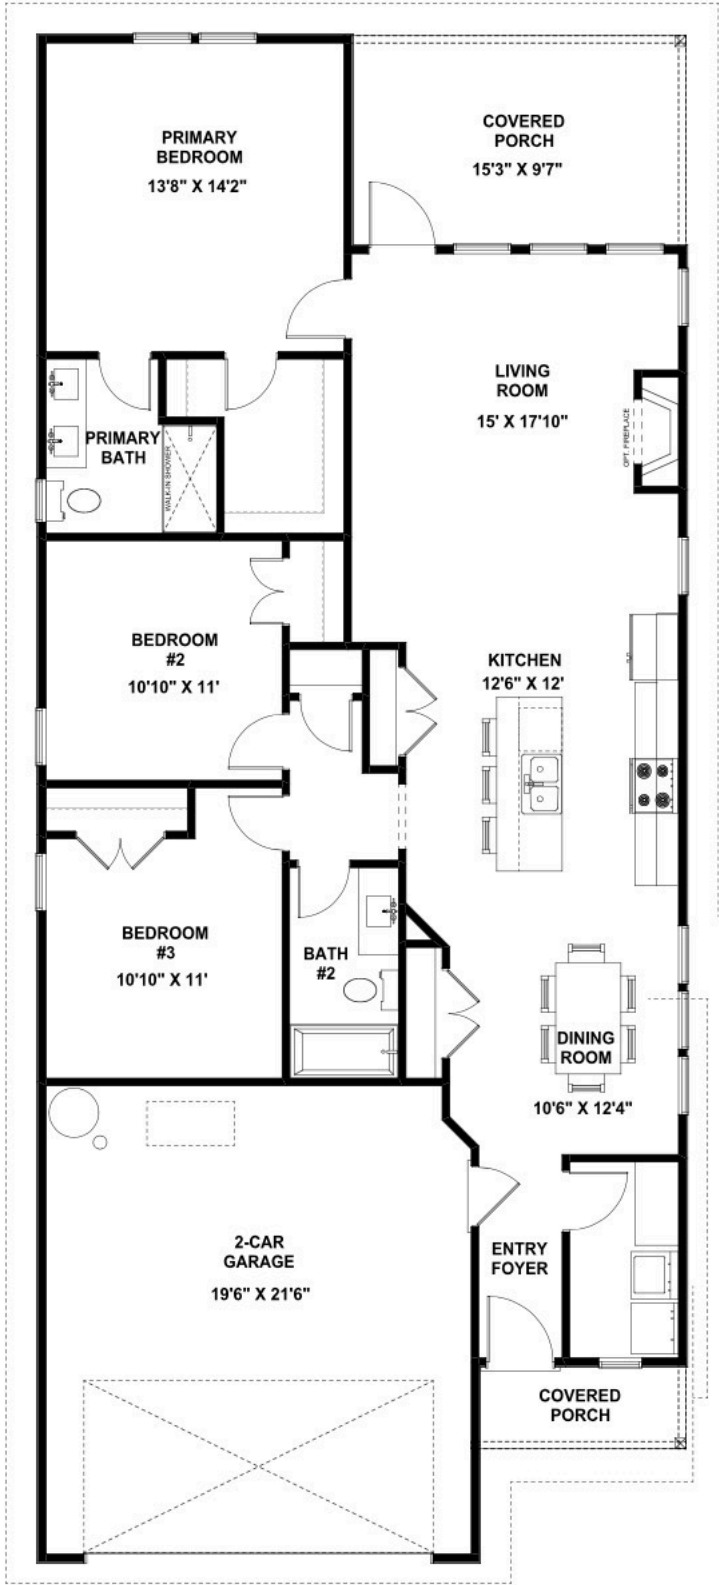 PRIMARY
BEDROOM
13'8" X 14'2"
COVERED
PORCH
15'3" X 9'7"
LIVING
ROOM
15' X 17'10"
OPT. FIREPLACE
PRIMARY
BATH
WALK-IN SHOWER
BEDROOM
#2
10'10" X 11'
KITCHEN
12'6" X 12'
BEDROOM
#3
10'10" X 11'
BATH
#2
DINING
ROOM
10'6" X 12'4"
2-CAR
GARAGE
19'6" X 21'6"
ENTRY
FOYER
COVERED
PORCH